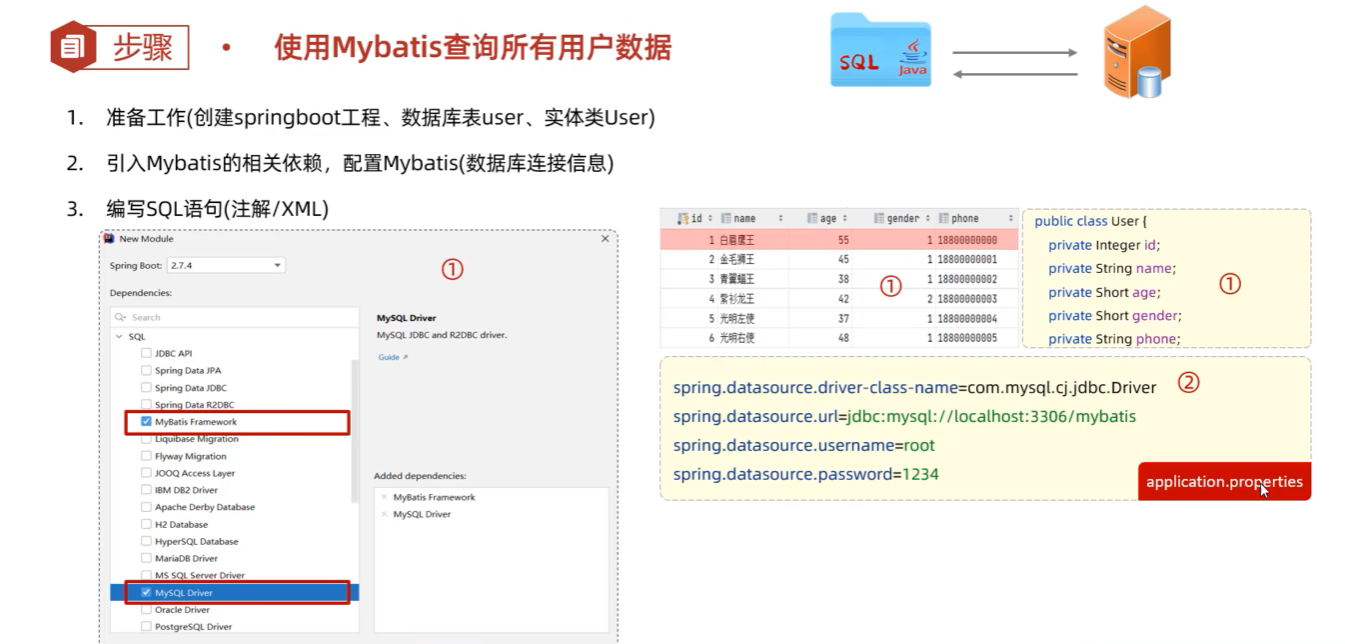 步骤
使用Mybatis查询所有用户数据
SQL
Java
1. 准备工作(创建springboot工程、数据库表user、实体类User)
2. 引入Mybatis的相关依赖，配置Mybatis(数据库连接信息)
3. 编写SQL语句(注解/XML)
New Module
Spring Boot: 2.7.4
①
Dependencies:
Search
SQL
JDBC API
Spring Data JPA
Spring Data JDBC
Spring Data R2DBC
MyBatis Framework
Liquibase Migration
Flyway Migration
JOOQ Access Layer
IBM DB2 Driver
Apache Derby Database
H2 Database
HyperSQL Database
MariaDB Driver
MS SQL Server Driver
MySQL Driver
Oracle Driver
PostgreSQL Driver
MySQL Driver
MySQL JDBC and R2DBC driver.
Guide
Added dependencies:
MyBatis Framework
MySQL Driver
id name age gender phone
1 白眉鹰王 55 1 18800000000
2 金毛狮王 45 1 18800000001
3 青翼蝠王 38 1 18800000002
4 紫衫龙王 42 2 18800000003
5 光明左使 37 1 18800000004
6 光明右使 48 1 18800000005
①
public class User {
private Integer id;
private String name;
private Short age;
private Short gender;
private String phone;
①
spring.datasource.driver-class-name=com.mysql.cj.jdbc.Driver
②
spring.datasource.url=jdbc:mysql://localhost:3306/mybatis
spring.datasource.username=root
spring.datasource.password=1234
application.properties